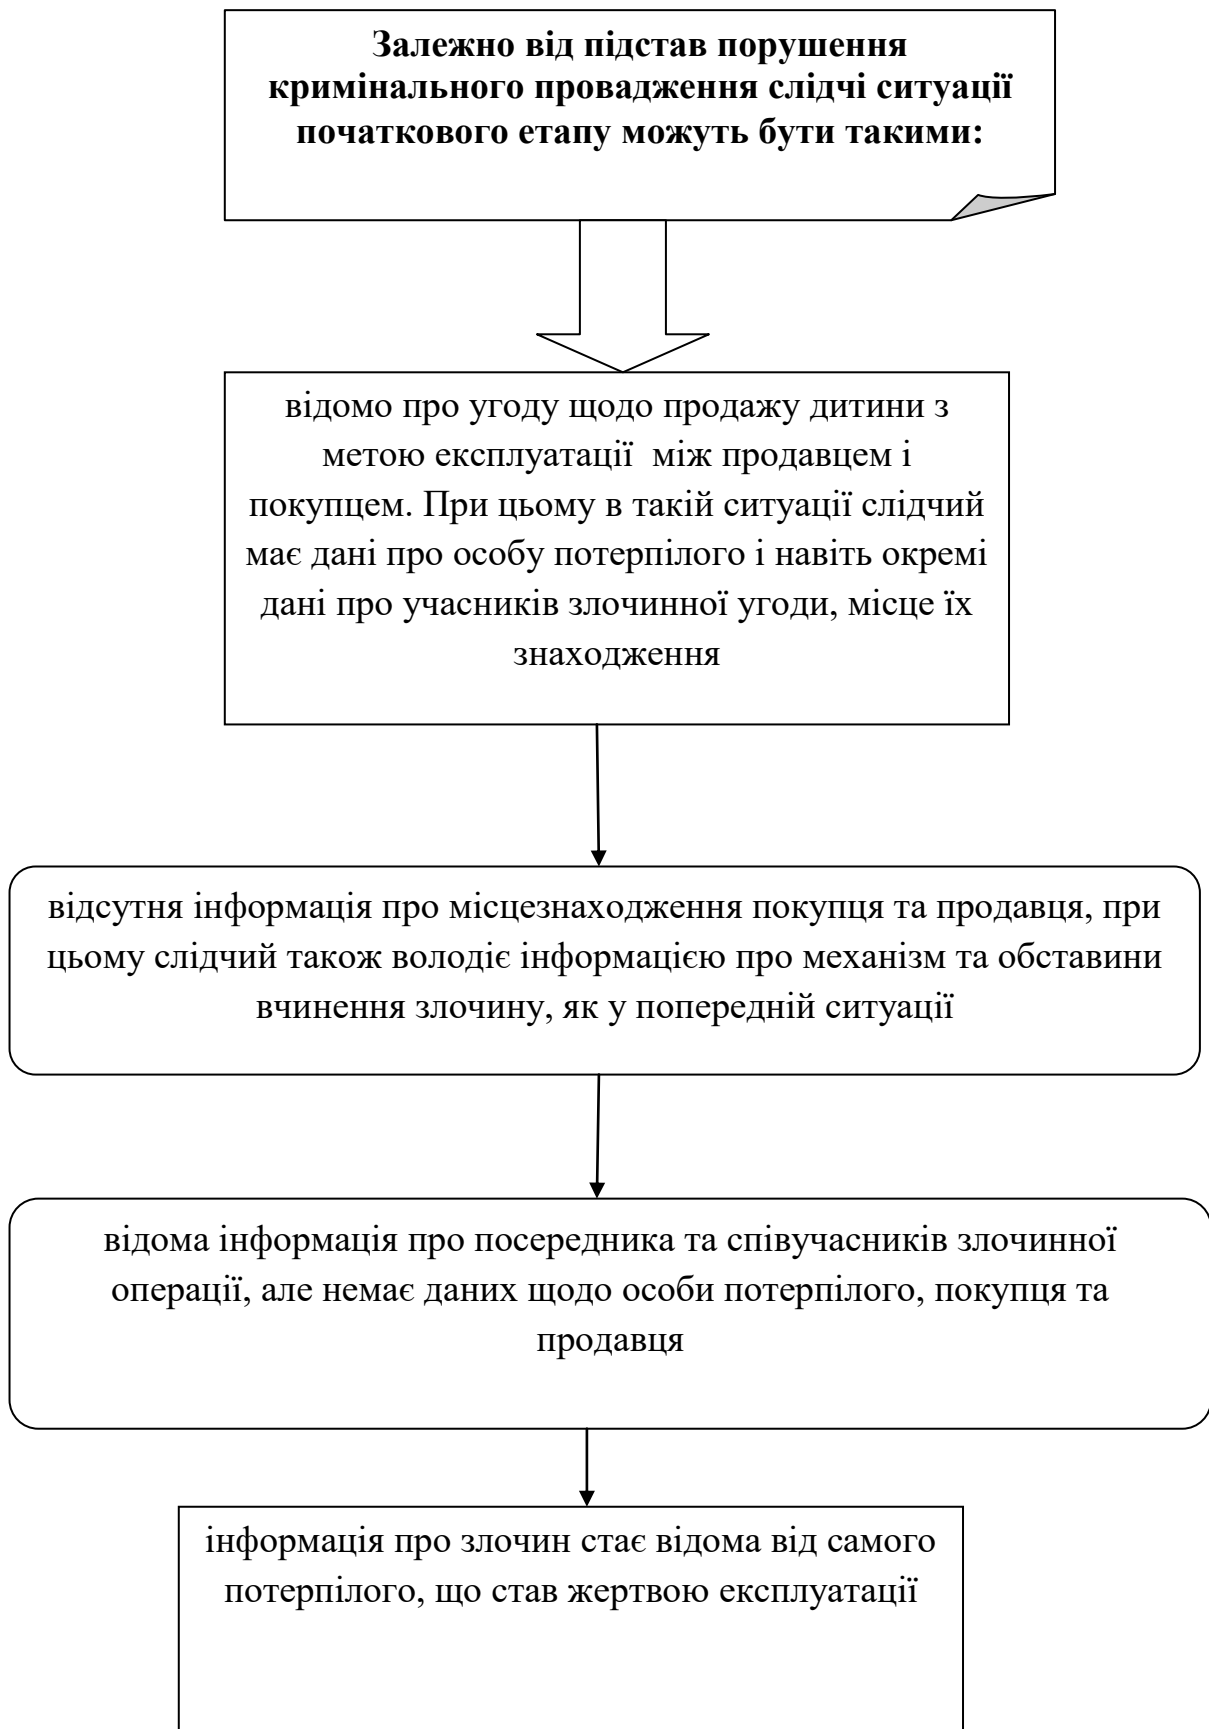 Залежно від підстав порушення
кримінального провадження слідчі ситуації
початкового етапу можуть бути такими:
відомо про угоду щодо продажу дитини з
метою експлуатації  між продавцем і
покупцем. При цьому в такій ситуації слідчий
має дані про особу потерпілого і навіть окремі
дані про учасників злочинної угоди, місце їх
знаходження
відсутня інформація про місцезнаходження покупця та продавця, при
цьому слідчий також володіє інформацією про механізм та обставини
вчинення злочину, як у попередній ситуації
відома інформація про посередника та співучасників злочинної
операції, але немає даних щодо особи потерпілого, покупця та
продавця
інформація про злочин стає відома від самого
потерпілого, що став жертвою експлуатації